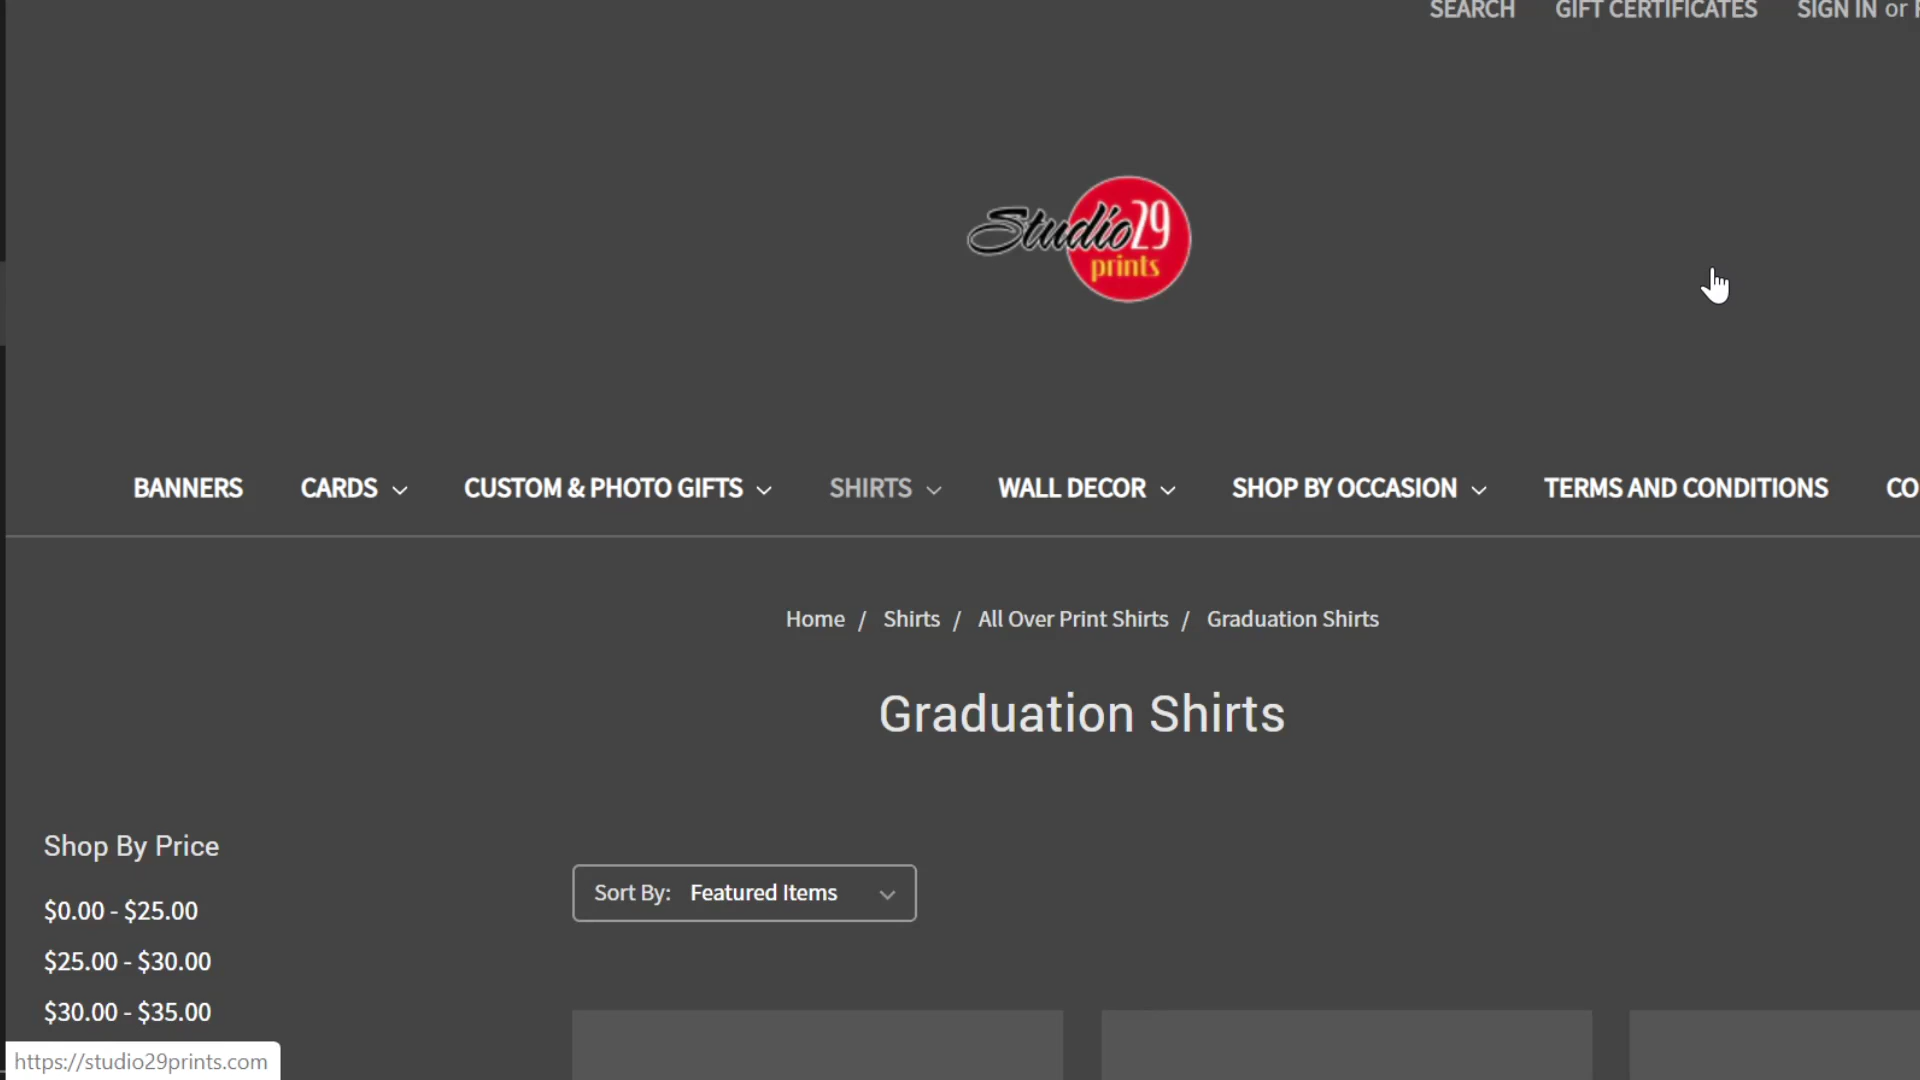 SEARCH GIFT CERTIFICATES SIGN IN or
Studio29
prints
BANNERS CARDS CUSTOM & PHOTO GIFTS SHIRTS WALL DECOR SHOP BY OCCASION TERMS AND CONDITIONS CO
Home / Shirts / All Over Print Shirts / Graduation Shirts
Graduation Shirts
Shop By Price
Sort By: Featured Items
$0.00 - $25.00
$25.00 - $30.00
$30.00 - $35.00
https://studio29prints.com